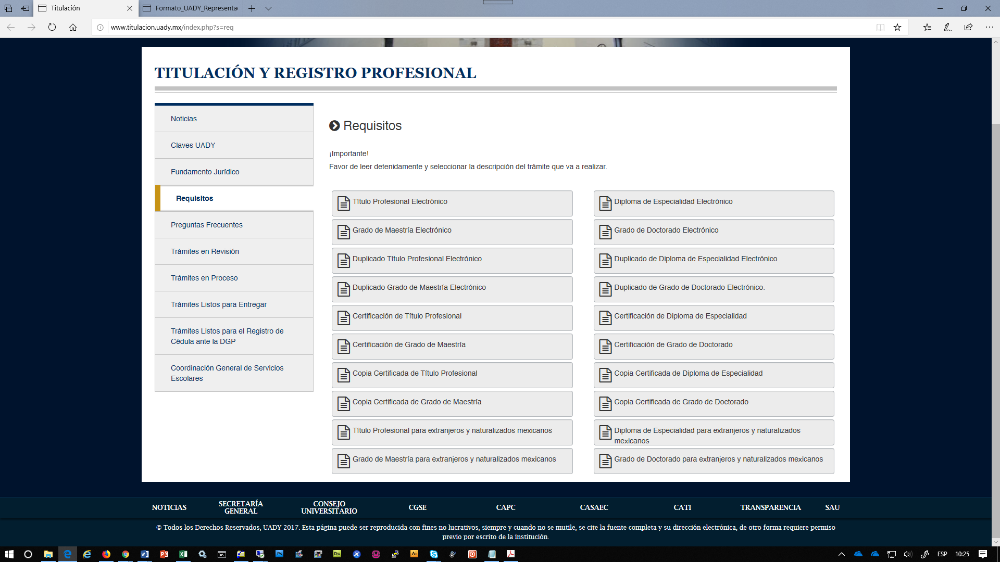 Titulación
Formato_UADY_Representa
www.titulacion.uady.mx/index.php?s=req
TITULACIÓN Y REGISTRO PROFESIONAL
Noticias
Claves UADY
Fundamento Jurídico
Requisitos
Preguntas Frecuentes
Trámites en Revisión
Trámites en Proceso
Trámites Listos para Entregar
Trámites Listos para el Registro de
Cédula ante la DGP
Coordinación General de Servicios
Escolares
Requisitos
¡Importante!
Favor de leer detenidamente y seleccionar la descripción del trámite que va a realizar.
Título Profesional Electrónico
Diploma de Especialidad Electrónico
Grado de Maestría Electrónico
Grado de Doctorado Electrónico
Duplicado Título Profesional Electrónico
Duplicado de Diploma de Especialidad Electrónico
Duplicado Grado de Maestría Electrónico
Duplicado de Grado de Doctorado Electrónico.
Certificación de Título Profesional
Certificación de Diploma de Especialidad
Certificación de Grado de Maestría
Certificación de Grado de Doctorado
Copia Certificada de Título Profesional
Copia Certificada de Diploma de Especialidad
Copia Certificada de Grado de Maestría
Copia Certificada de Grado de Doctorado
Título Profesional para extranjeros y naturalizados mexicanos
Diploma de Especialidad para extranjeros y naturalizados
mexicanos
Grado de Maestría para extranjeros y naturalizados mexicanos
Grado de Doctorado para extranjeros y naturalizados mexicanos
NOTICIAS
SECRETARÍA
GENERAL
CONSEJO
UNIVERSITARIO
CGSE
CAPC
CASAEC
CATI
TRANSPARENCIA
SAU
© Todos los Derechos Reservados, UADY 2017. Esta página puede ser reproducida con fines no lucrativos, siempre y cuando no se mutile, se cite la fuente completa y su dirección electrónica, de otro forma requiere permiso
previo por escrito de la institución.
Ps
Dw
Ai
ESP
10:25